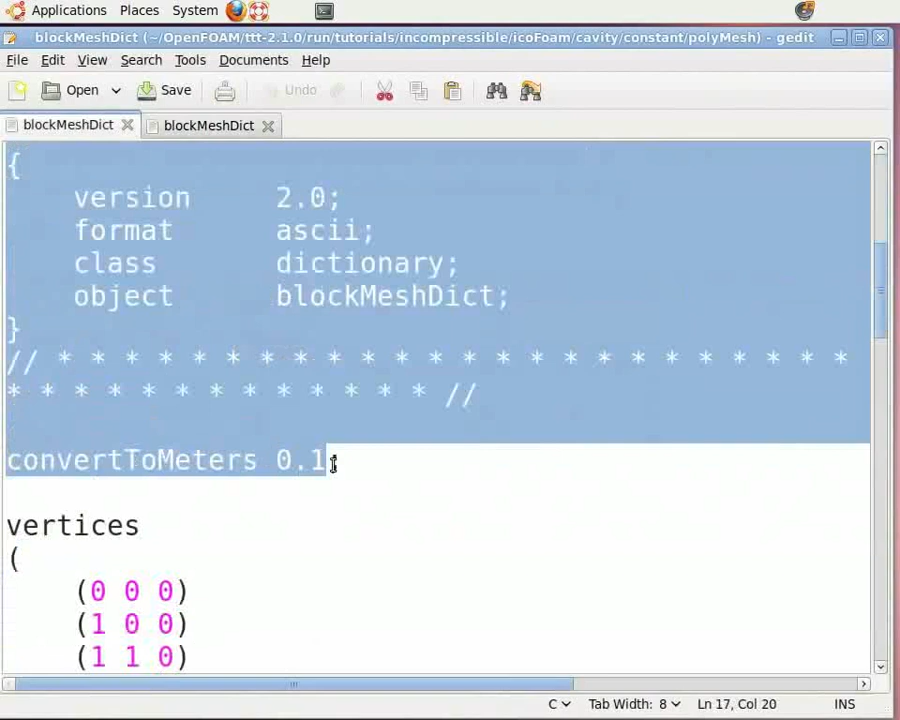 Applications Places System
blockMeshDict (~/OpenFOAM/ttt-2.1.0/run/tutorials/incompressible/icoFoam/cavity/constant/polyMesh) - gedit
File Edit View Search Tools Documents Help
Open Save Undo
blockMeshDict blockMeshDict
{
version 2.0;
format ascii;
class dictionary;
object blockMeshDict;
}
// * * * * * * * * * * * * * * * * * * * * * * * *
* * * * * * * * * * * * * //
convertToMeters 0.1;
vertices
(
(0 0 0)
(1 0 0)
(1 1 0)
C Tab Width: 8 Ln 17, Col 20 INS